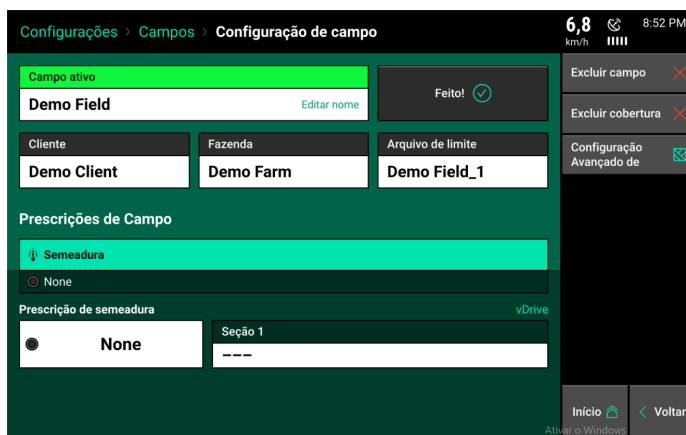 Configurações > Campos > Configuração de campo
6,8
km/h
8:52 PM
Campo ativo
Demo Field
Editar nome
Feito!
Excluir campo
Excluir cobertura
Configuração
Avançado de
Cliente
Demo Client
Fazenda
Demo Farm
Arquivo de limite
Demo Field_1
Prescrições de Campo
Semeadura
None
Prescrição de semeadura
vDrive
None
Seção 1
---
Início
< Voltar
Ativar o Windows